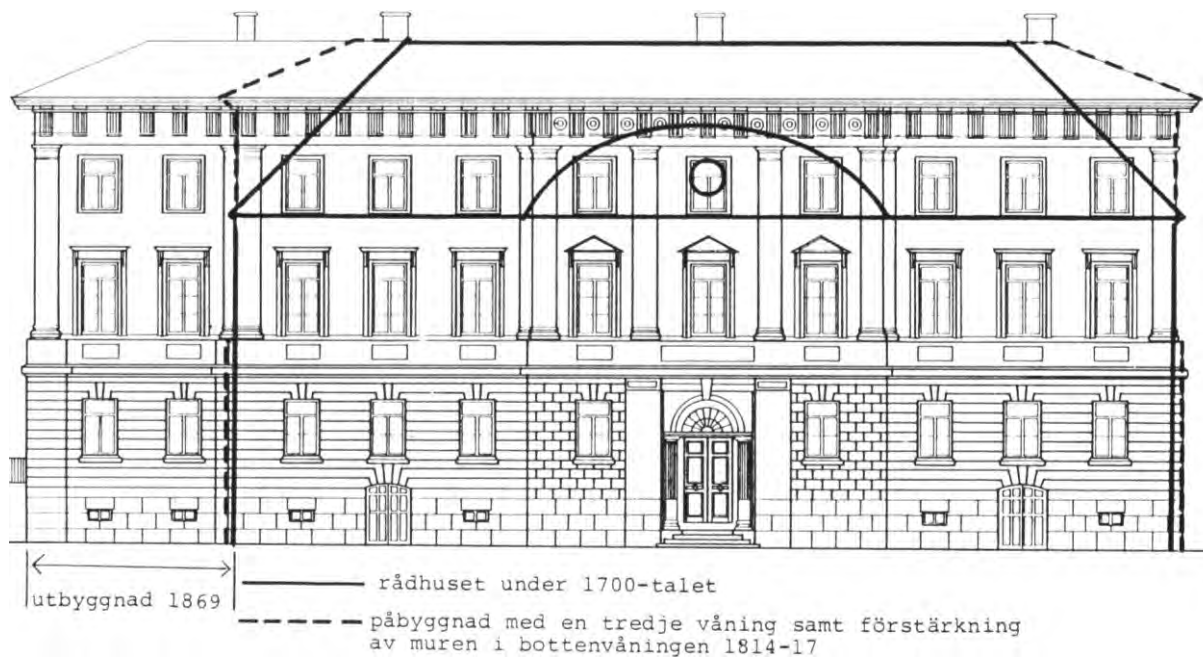 utbyggnad 1869
rådhuset under 1700-talet
påbyggnad med en tredje våning samt förstärkning
av muren i bottenvåningen 1814-17